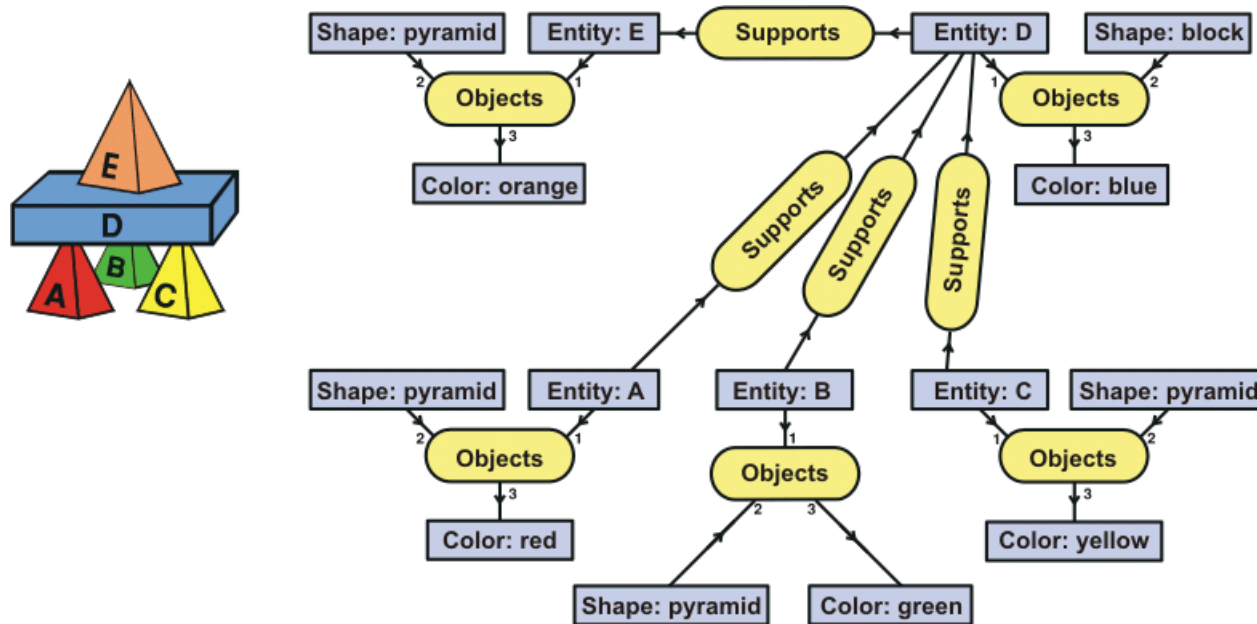 E
D
A
B
C
Shape: pyramid
Entity: E
Supports
Entity: D
Shape: block
2
1
Objects
3
Color: orange
1
2
Objects
3
Color: blue
Supports
Supports
Supports
Shape: pyramid
Entity: A
Entity: B
Entity: C
Shape: pyramid
2
1
Objects
3
Color: red
1
Objects
2
3
Shape: pyramid
Color: green
1
2
Objects
3
Color: yellow